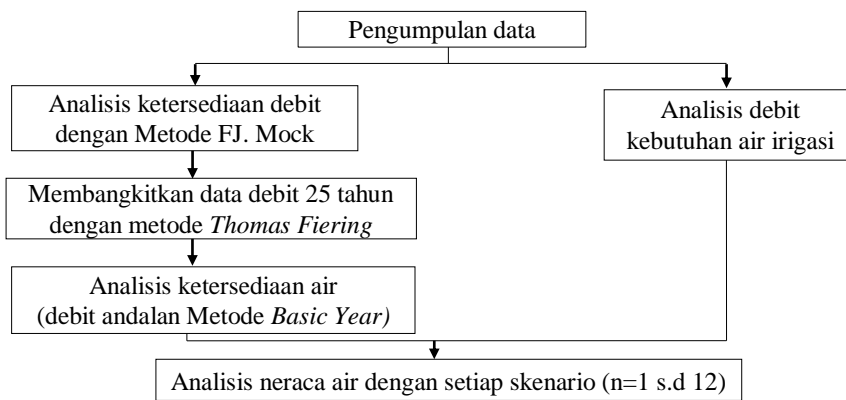 Pengumpulan data
Analisis ketersediaan debit
dengan Metode FJ. Mock
Analisis debit
kebutuhan air irigasi
Membangkitkan data debit 25 tahun
dengan metode Thomas Fiering
Analisis ketersediaan air
(debit andalan Metode Basic Year)
Analisis neraca air dengan setiap skenario (n=1 s.d 12)